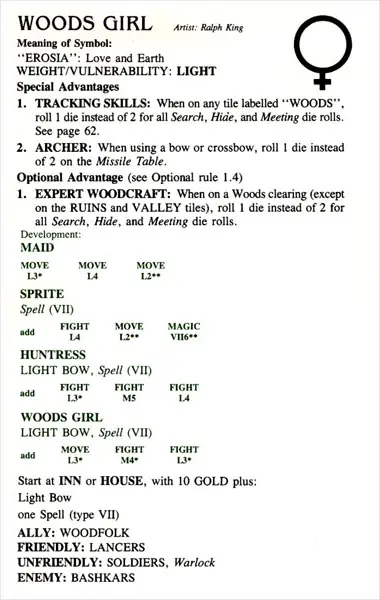 WOODS GIRL Artist: Ralph King
Meaning of Symbol:
"EROSIA": Love and Earth
WEIGHT/VULNERABILITY: LIGHT
Special Advantages
1. TRACKING SKILLS: When on any tile labelled "WOODS",
roll 1 die instead of 2 for all Search, Hide, and Meeting die rolls.
See page 62.
2. ARCHER: When using a bow or crossbow, roll 1 die instead
of 2 on the Missile Table.
Optional Advantage (see Optional rule 1.4)
1. EXPERT WOODCRAFT: When on a Woods clearing (except
on the RUINS and VALLEY tiles), roll 1 die instead of 2 for
all Search, Hide, and Meeting die rolls.
Development:
MAID
MOVE MOVE MOVE
L3* L4 L2**
SPRITE
Spell (VII)
add FIGHT MOVE MAGIC
L4 L2** VII6**
HUNTRESS
LIGHT BOW, Spell (VII)
add FIGHT FIGHT FIGHT
L3* M5 L4
WOODS GIRL
LIGHT BOW, Spell (VII)
add MOVE FIGHT FIGHT
L3* M4* L3*
Start at INN or HOUSE, with 10 GOLD plus:
Light Bow
one Spell (type VII)
ALLY: WOODFOLK
FRIENDLY: LANCERS
UNFRIENDLY: SOLDIERS, Warlock
ENEMY: BASHKARS